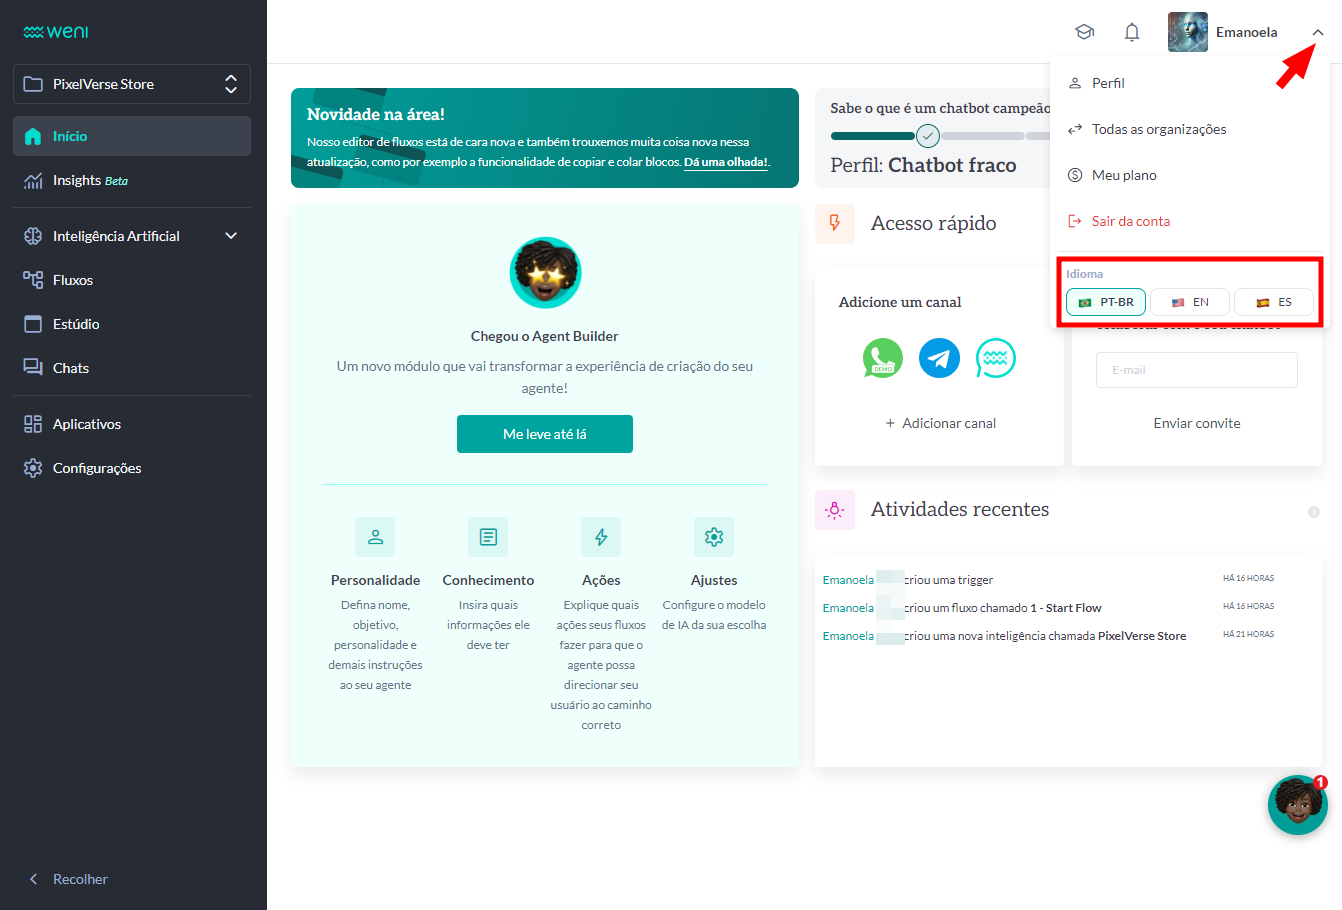 weni
PixelVerse Store
Início
Insights Beta
Inteligência Artificial
Fluxos
Estúdio
Chats
Aplicativos
Configurações
Recolher
Emanoela
Perfil
Todas as organizações
Meu plano
Sair da conta
Idioma
PT-BR
EN
ES
Novidade na área!
Nosso editor de fluxos está de cara nova e também trouxemos muita coisa nova nessa
atualização, como por exemplo a funcionalidade de copiar e colar blocos. Dá uma olhada!.
Chegou o Agent Builder
Um novo módulo que vai transformar a experiência de criação do seu
agente!
Me leve até lá
Personalidade
Defina nome,
objetivo,
personalidade e
demais instruções
ao seu agente
Conhecimento
Insira quais
informações ele
deve ter
Ações
Explique quais
ações seus fluxos
fazer para que o
agente possa
direcionar seu
usuário ao caminho
correto
Ajustes
Configure o modelo
de IA da sua escolha
Sabe o que é um chatbot campeão
Perfil: Chatbot fraco
Acesso rápido
Adicione um canal
DEMO
+ Adicionar canal
E-mail
Enviar convite
Atividades recentes
Emanoela criou uma trigger HÁ 16 HORAS
Emanoela criou um fluxo chamado 1 - Start Flow HÁ 16 HORAS
Emanoela criou uma nova inteligência chamada PixelVerse Store HÁ 21 HORAS
1